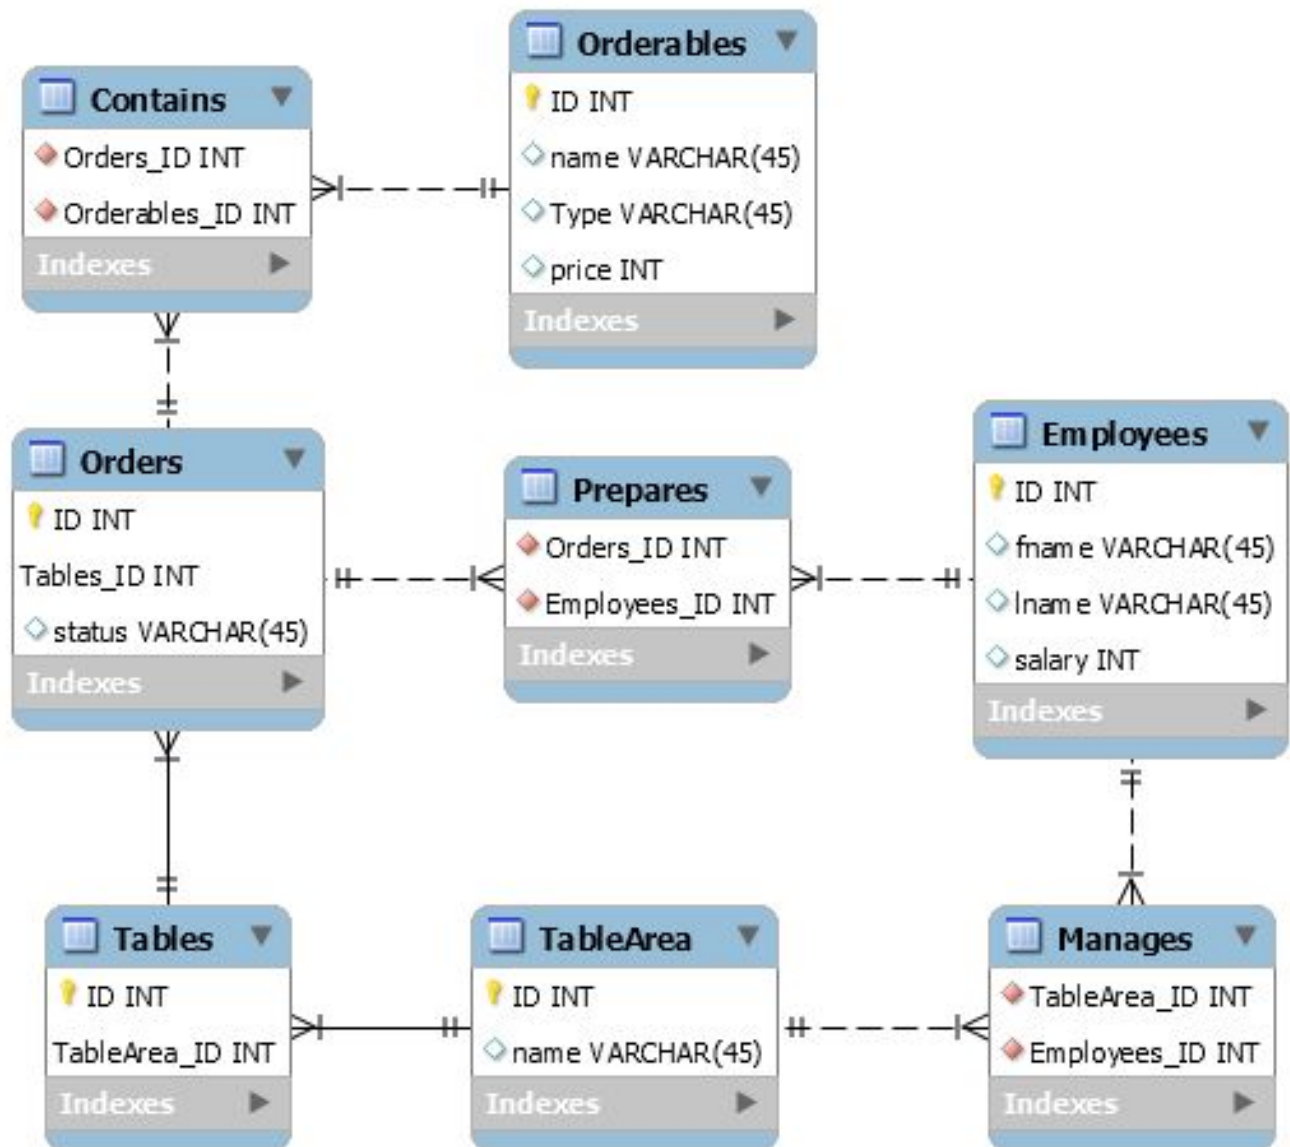 Orderables
ID INT
name VARCHAR(45)
Type VARCHAR(45)
price INT
Indexes
Contains
Orders_ID INT
Orderables_ID INT
Indexes
Orders
ID INT
Tables_ID INT
status VARCHAR(45)
Indexes
Prepares
Orders_ID INT
Employees_ID INT
Indexes
Employees
ID INT
fname VARCHAR(45)
lname VARCHAR(45)
salary INT
Indexes
Tables
ID INT
TableArea_ID INT
Indexes
TableArea
ID INT
name VARCHAR(45)
Indexes
Manages
TableArea_ID INT
Employees_ID INT
Indexes